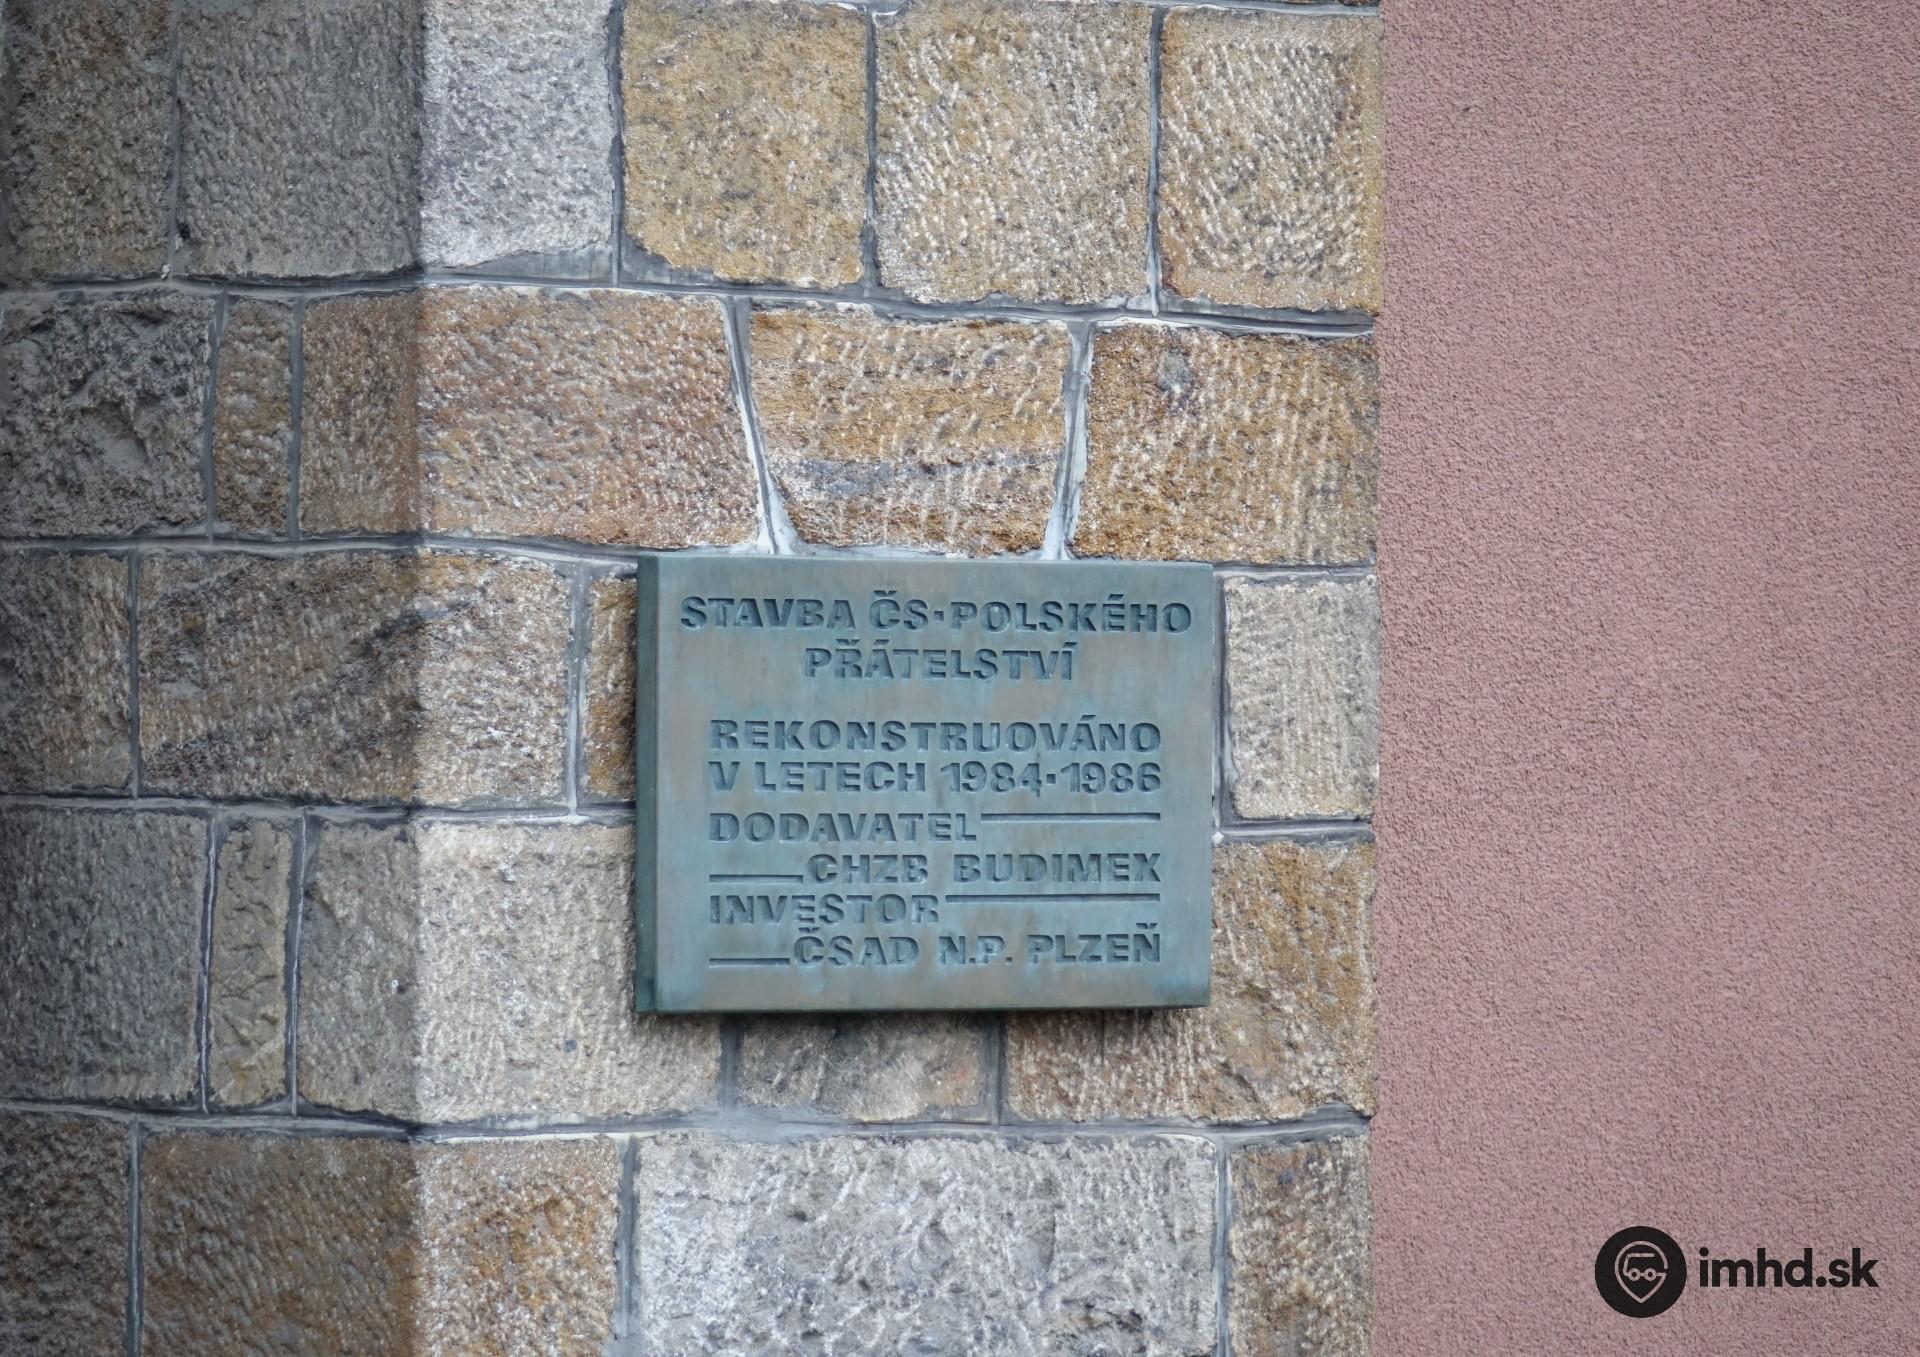 STAVBA ČS·POLSKÉHO
PŘÁTELSTVÍ
REKONSTRUOVÁNO
V LETECH 1984·1986
DODAVATEL
CHZB BUDIMEX
INVESTOR
ČSAD N.P. PLZEŇ
imhd.sk